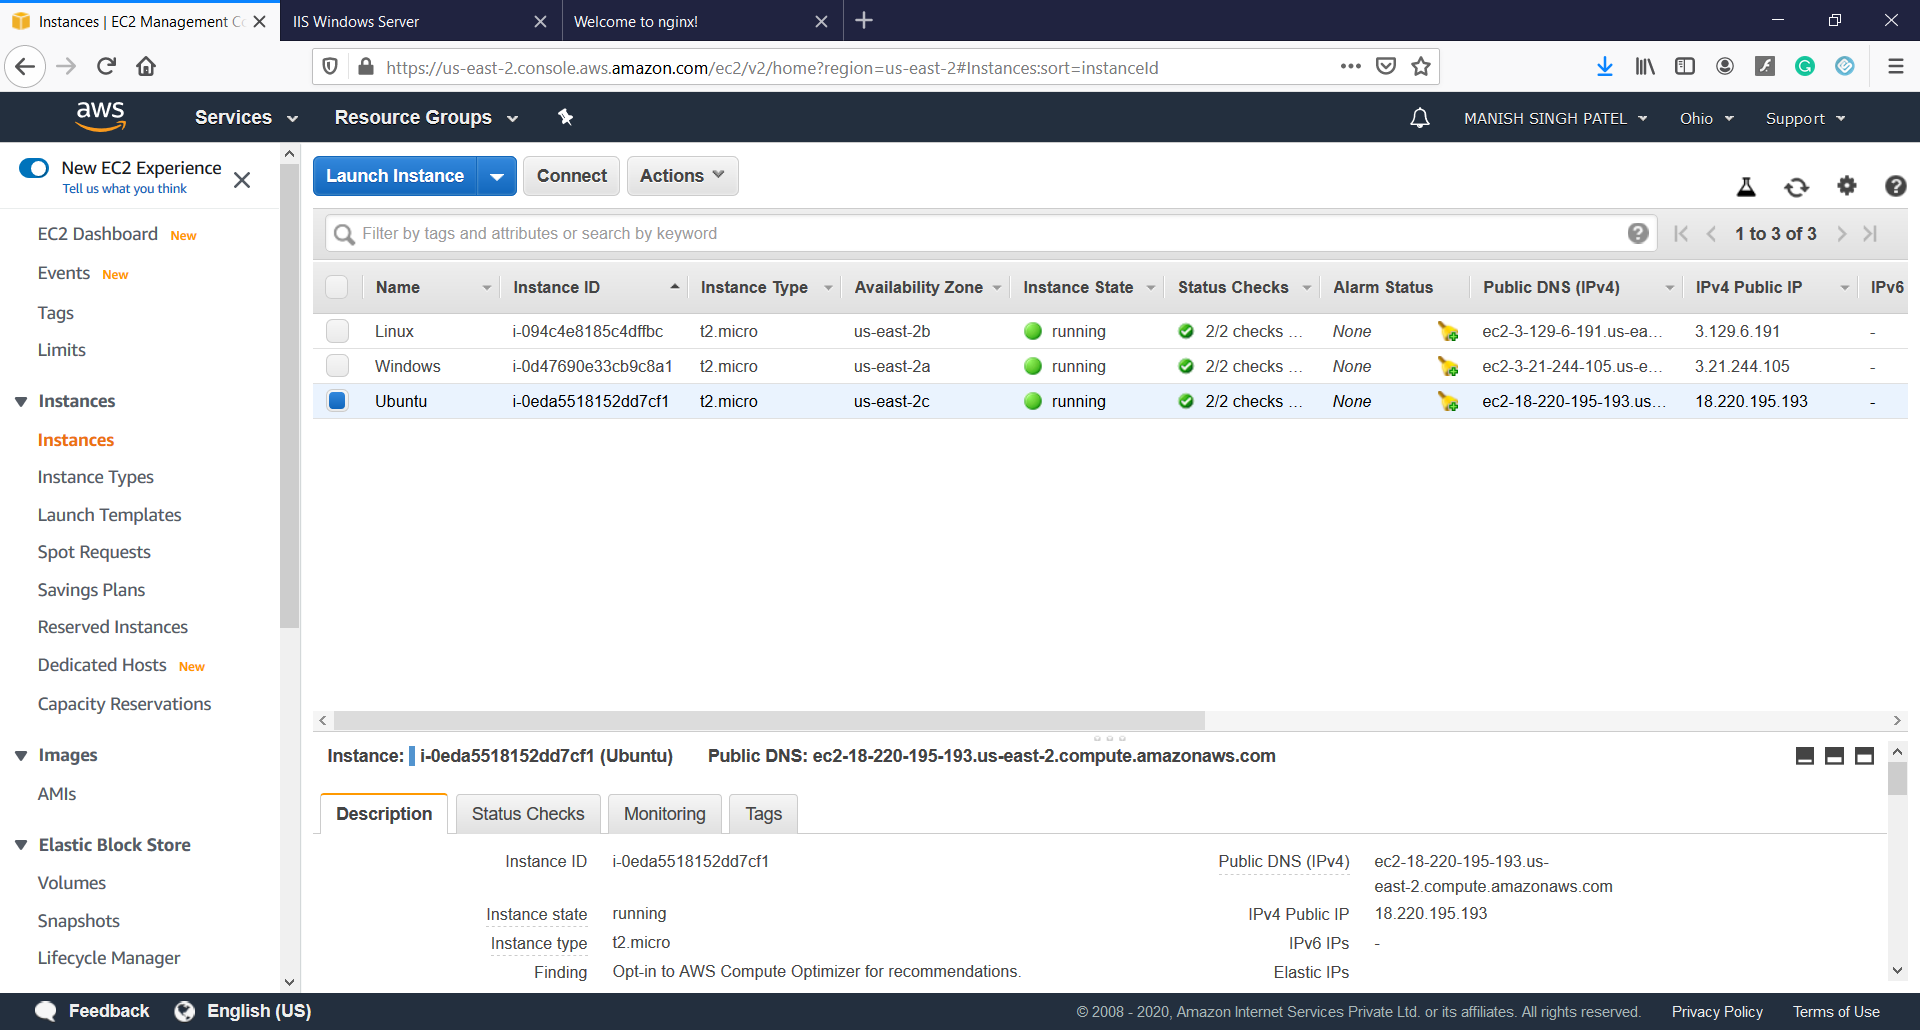 Instances | EC2 Management Co
IIS Windows Server
Welcome to nginx!
https://us-east-2.console.aws.amazon.com/ec2/v2/home?region=us-east-2#Instances:sort=instanceId
aws
Services
Resource Groups
MANISH SINGH PATEL
Ohio
Support
New EC2 Experience
Tell us what you think
EC2 Dashboard New
Events New
Tags
Limits
Instances
Instances
Instance Types
Launch Templates
Spot Requests
Savings Plans
Reserved Instances
Dedicated Hosts New
Capacity Reservations
Images
AMIs
Elastic Block Store
Volumes
Snapshots
Lifecycle Manager
Launch Instance
Connect
Actions
Filter by tags and attributes or search by keyword
1 to 3 of 3
Name Instance ID Instance Type Availability Zone Instance State Status Checks Alarm Status Public DNS (IPv4) IPv4 Public IP IPv6
Linux i-094c4e8185c4dffbc t2.micro us-east-2b running 2/2 checks ... None ec2-3-129-6-191.us-ea... 3.129.6.191 -
Windows i-0d47690e33cb9c8a1 t2.micro us-east-2a running 2/2 checks ... None ec2-3-21-244-105.us-e... 3.21.244.105 -
Ubuntu i-0eda5518152dd7cf1 t2.micro us-east-2c running 2/2 checks ... None ec2-18-220-195-193.us... 18.220.195.193 -
Instance: i-0eda5518152dd7cf1 (Ubuntu) Public DNS: ec2-18-220-195-193.us-east-2.compute.amazonaws.com
Description
Status Checks
Monitoring
Tags
Instance ID i-0eda5518152dd7cf1
Instance state running
Instance type t2.micro
Finding Opt-in to AWS Compute Optimizer for recommendations.
Public DNS (IPv4) ec2-18-220-195-193.us-
east-2.compute.amazonaws.com
IPv4 Public IP 18.220.195.193
IPv6 IPs -
Elastic IPs
Feedback
English (US)
© 2008 - 2020, Amazon Internet Services Private Ltd. or its affiliates. All rights reserved.
Privacy Policy
Terms of Use